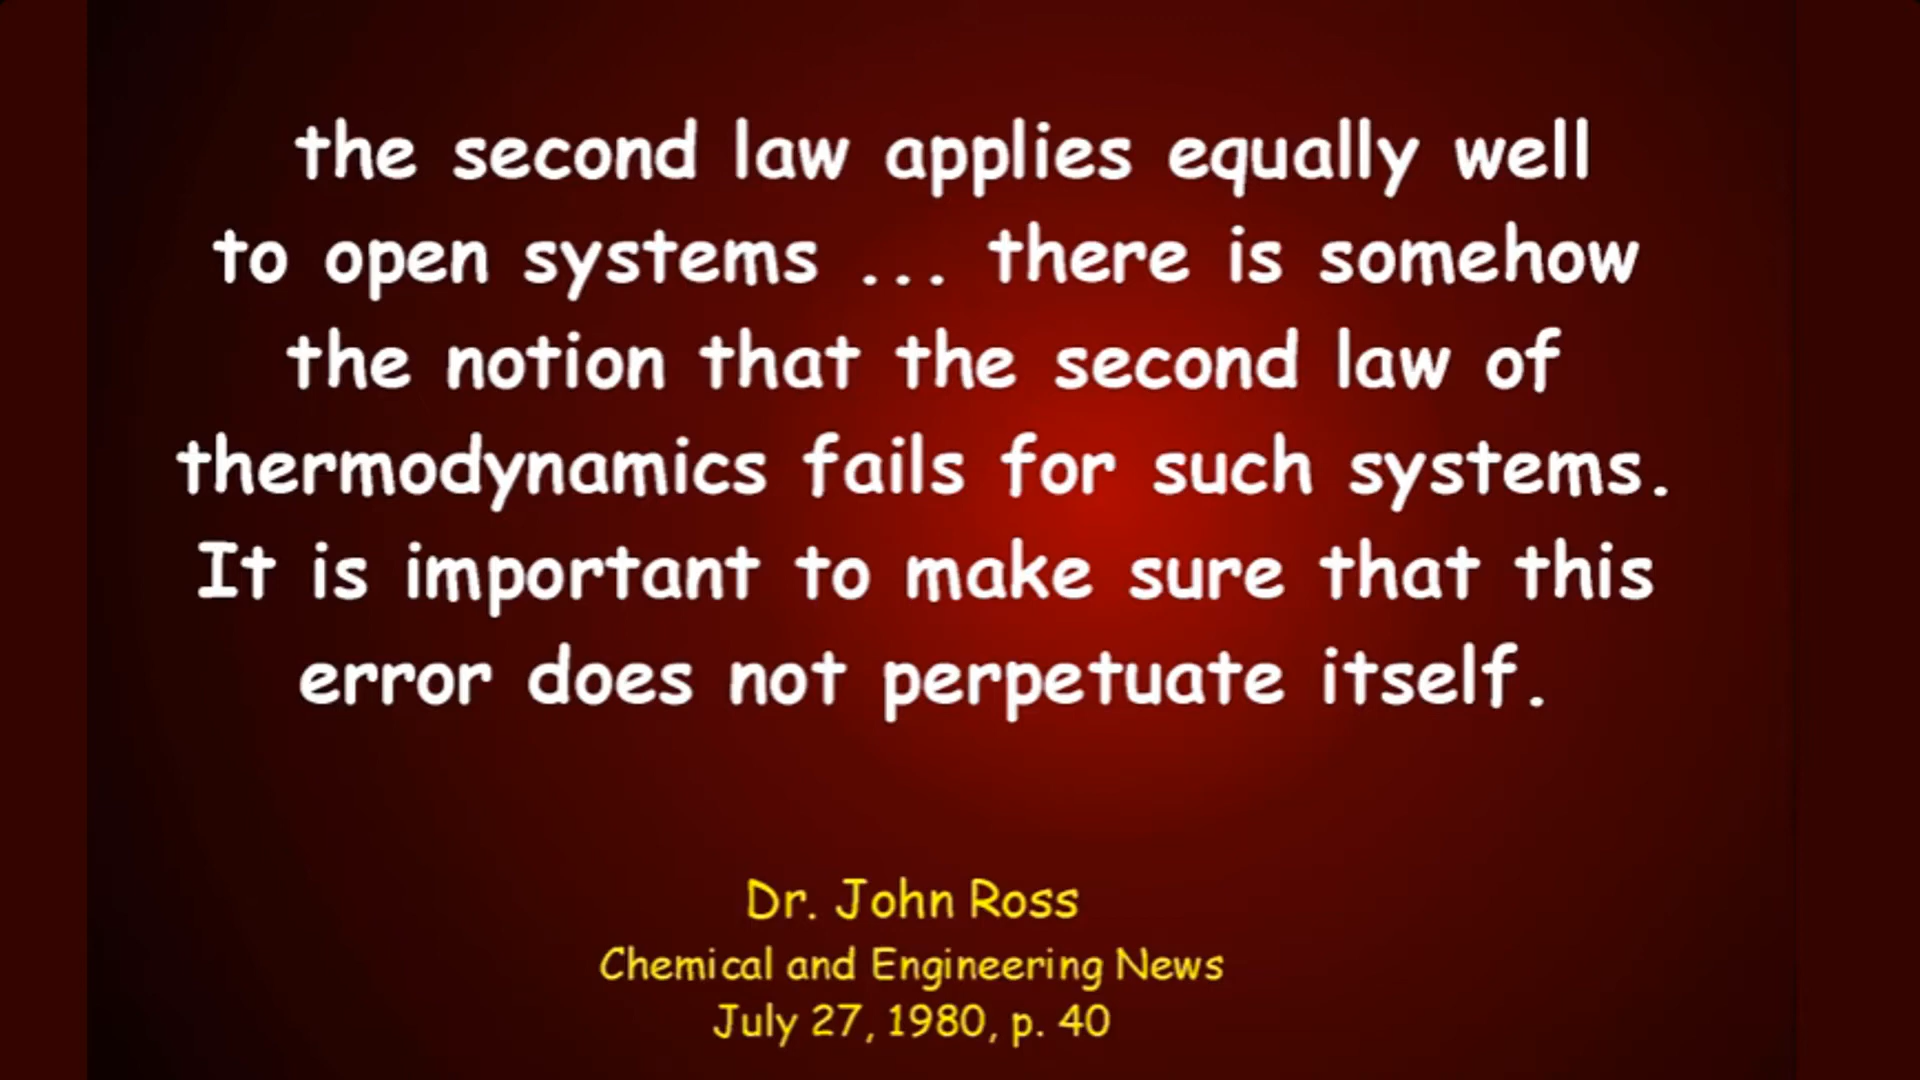 the second law applies equally well
to open systems ... there is somehow
the notion that the second law of
thermodynamics fails for such systems.
It is important to make sure that this
error does not perpetuate itself.
Dr. John Ross
Chemical and Engineering News
July 27, 1980, p. 40